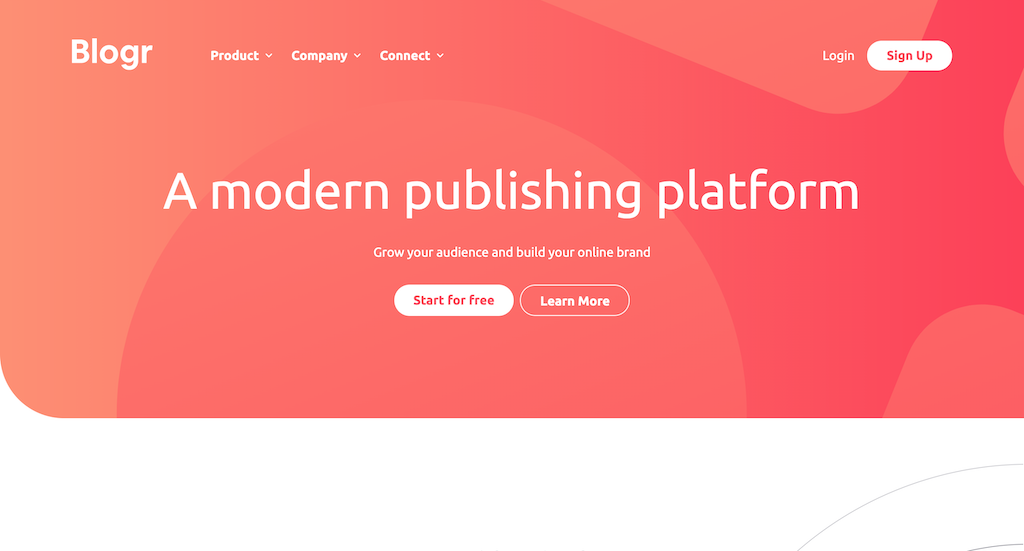 Blogr
Product Company Connect
Login Sign Up
A modern publishing platform
Grow your audience and build your online brand
Start for free Learn More